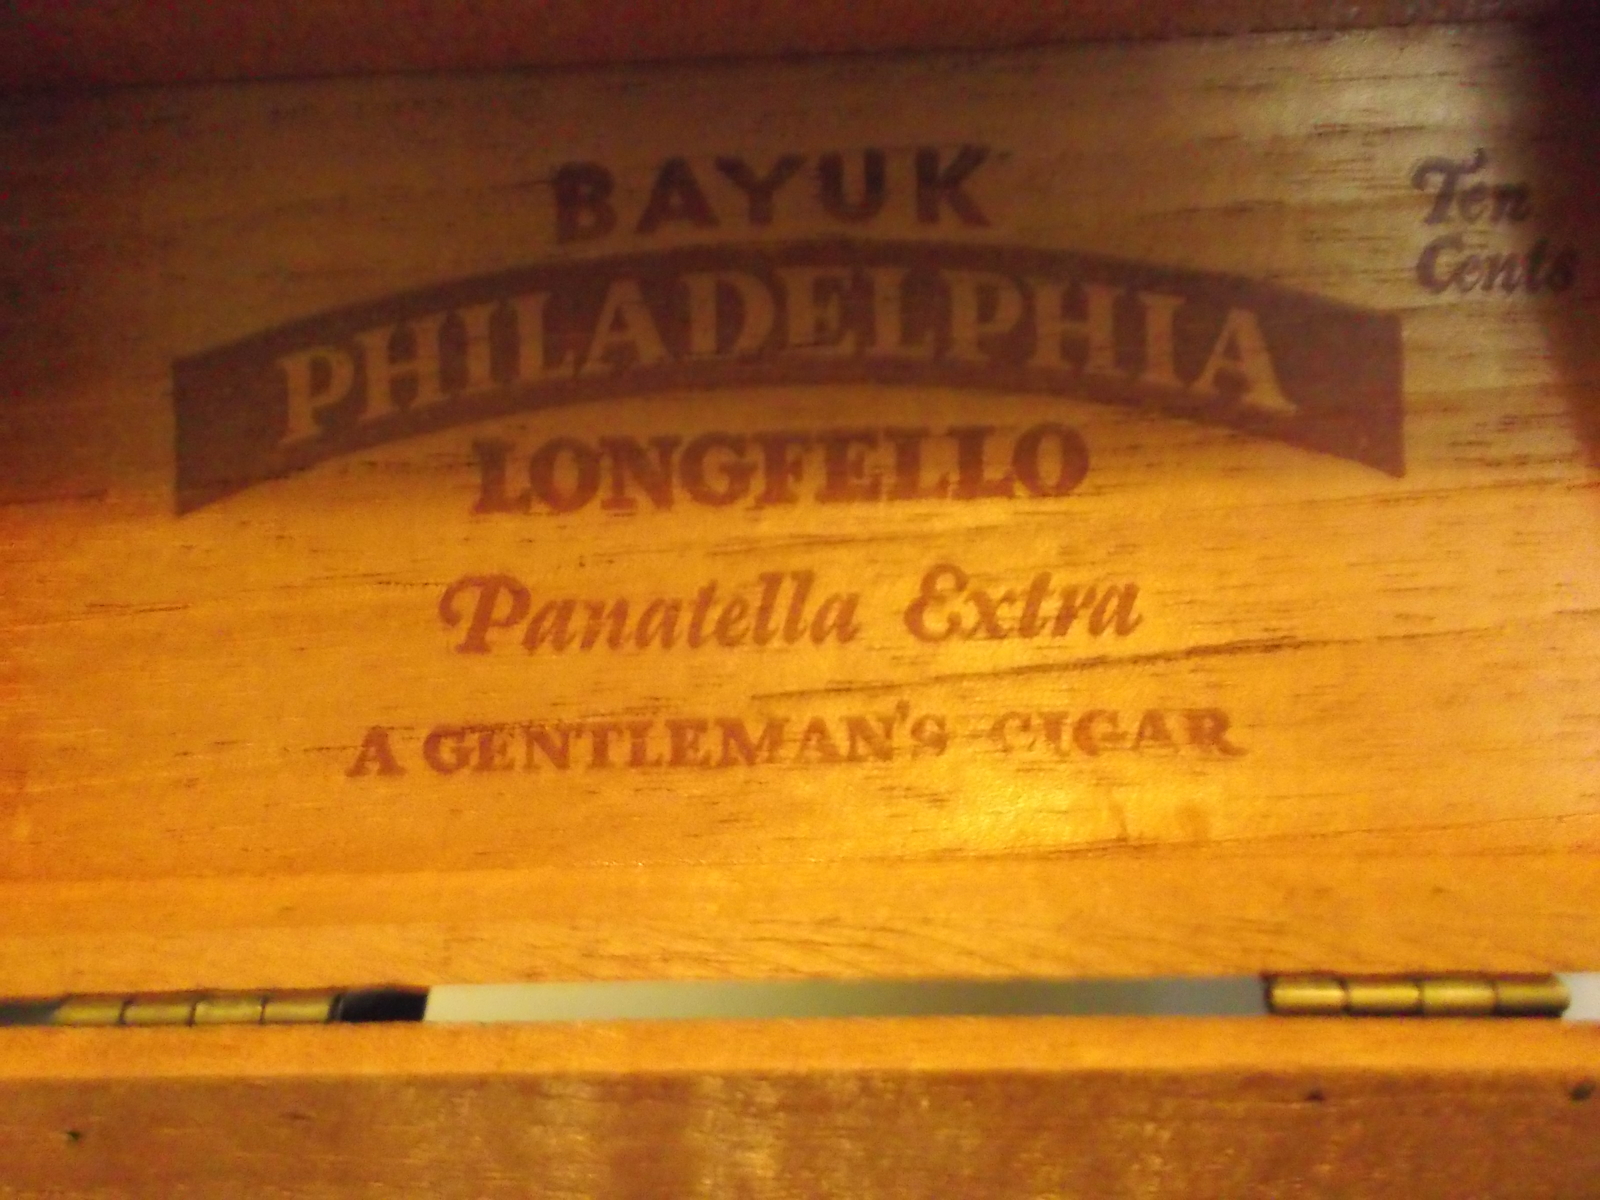 BAYUK
PHILADELPHIA
LONGFELLO
Panatella Extra
A GENTLEMAN'S CIGAR
Ten
Cents